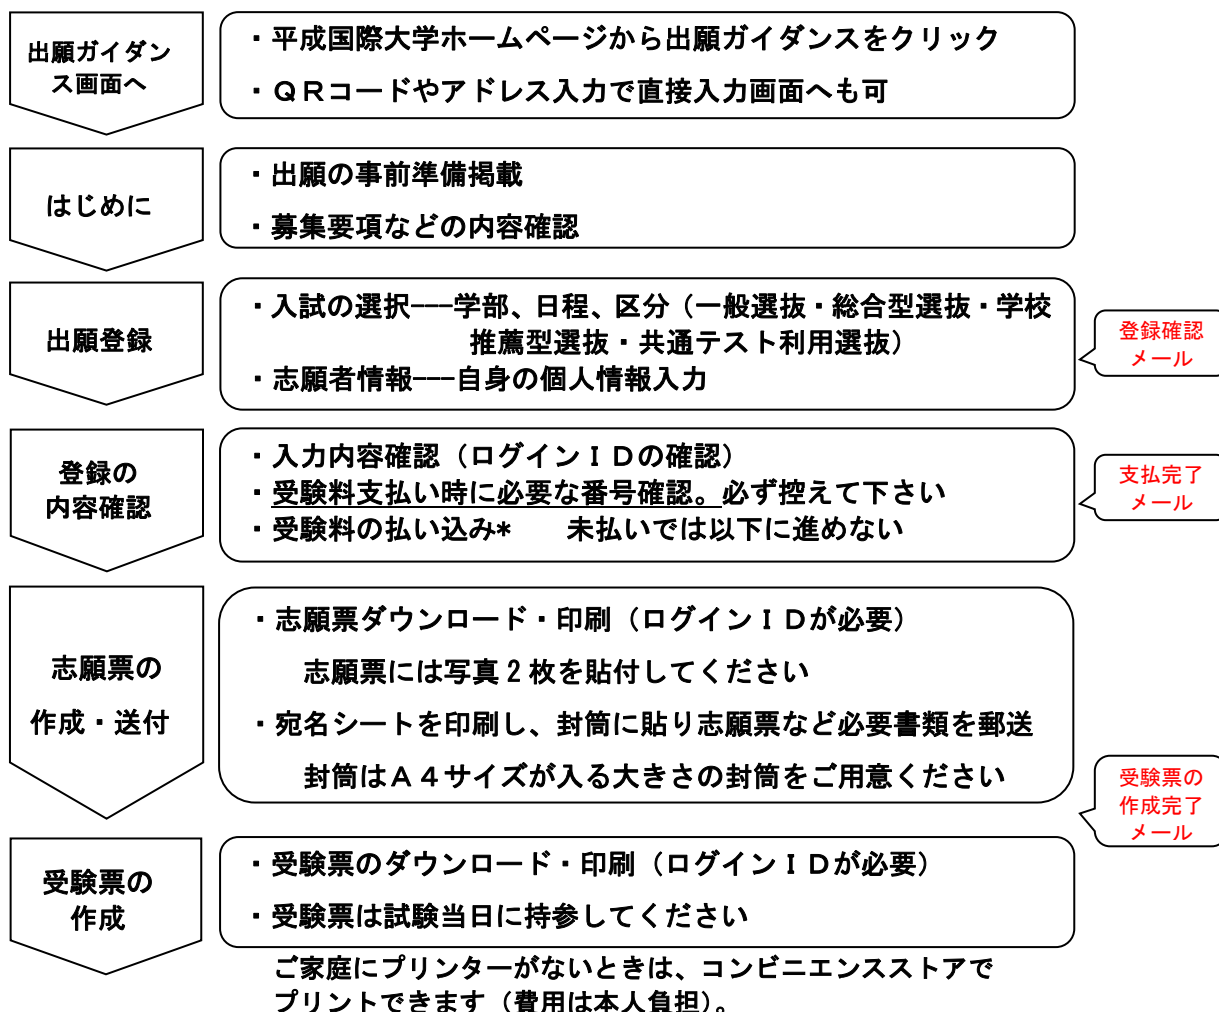 出願ガイダン
ス画面へ
・平成国際大学ホームページから出願ガイダンスをクリック
・ＱＲコードやアドレス入力で直接入力画面へも可
はじめに
・出願の事前準備掲載
・募集要項などの内容確認
出願登録
・入試の選択---学部、日程、区分（一般選抜・総合型選抜・学校
推薦型選抜・共通テスト利用選抜）
・志願者情報---自身の個人情報入力
登録確認
メール
登録の
内容確認
・入力内容確認（ログインＩＤの確認）
・受験料支払い時に必要な番号確認。必ず控えて下さい
・受験料の払い込み*　　未払いでは以下に進めない
支払完了
メール
志願票の
作成・送付
・志願票ダウンロード・印刷（ログインＩＤが必要）
志願票には写真２枚を貼付してください
・宛名シートを印刷し、封筒に貼り志願票など必要書類を郵送
封筒はＡ４サイズが入る大きさの封筒をご用意ください
受験票の
作成完了
メール
受験票の
作成
・受験票のダウンロード・印刷（ログインＩＤが必要）
・受験票は試験当日に持参してください
ご家庭にプリンターがないときは、コンビニエンスストアで
プリントできます（費用は本人負担）。